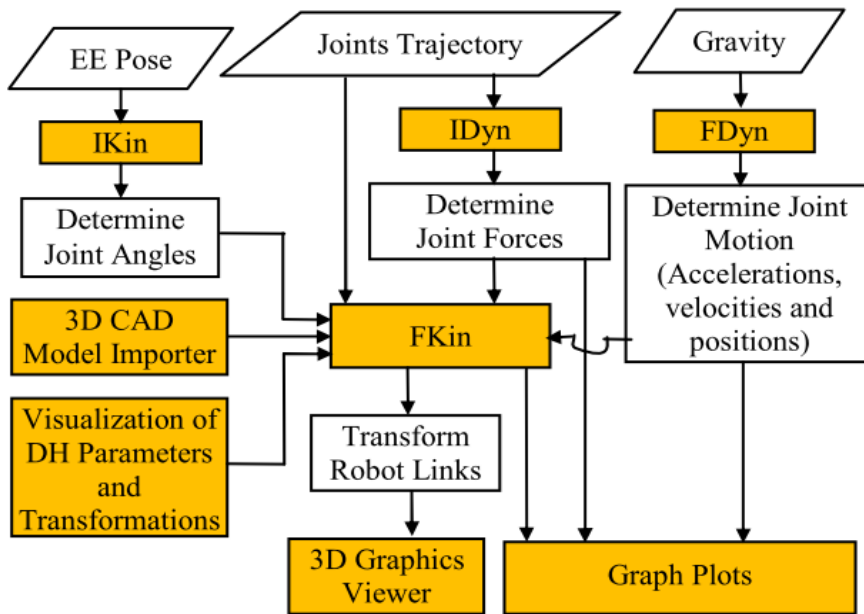 EE Pose
Joints Trajectory
Gravity
IKin
IDyn
FDyn
Determine
Joint Angles
Determine
Joint Forces
Determine Joint
Motion
(Accelerations,
velocities and
positions)
3D CAD
Model Importer
FKin
Visualization of
DH Parameters
and
Transformations
Transform
Robot Links
3D Graphics
Viewer
Graph Plots